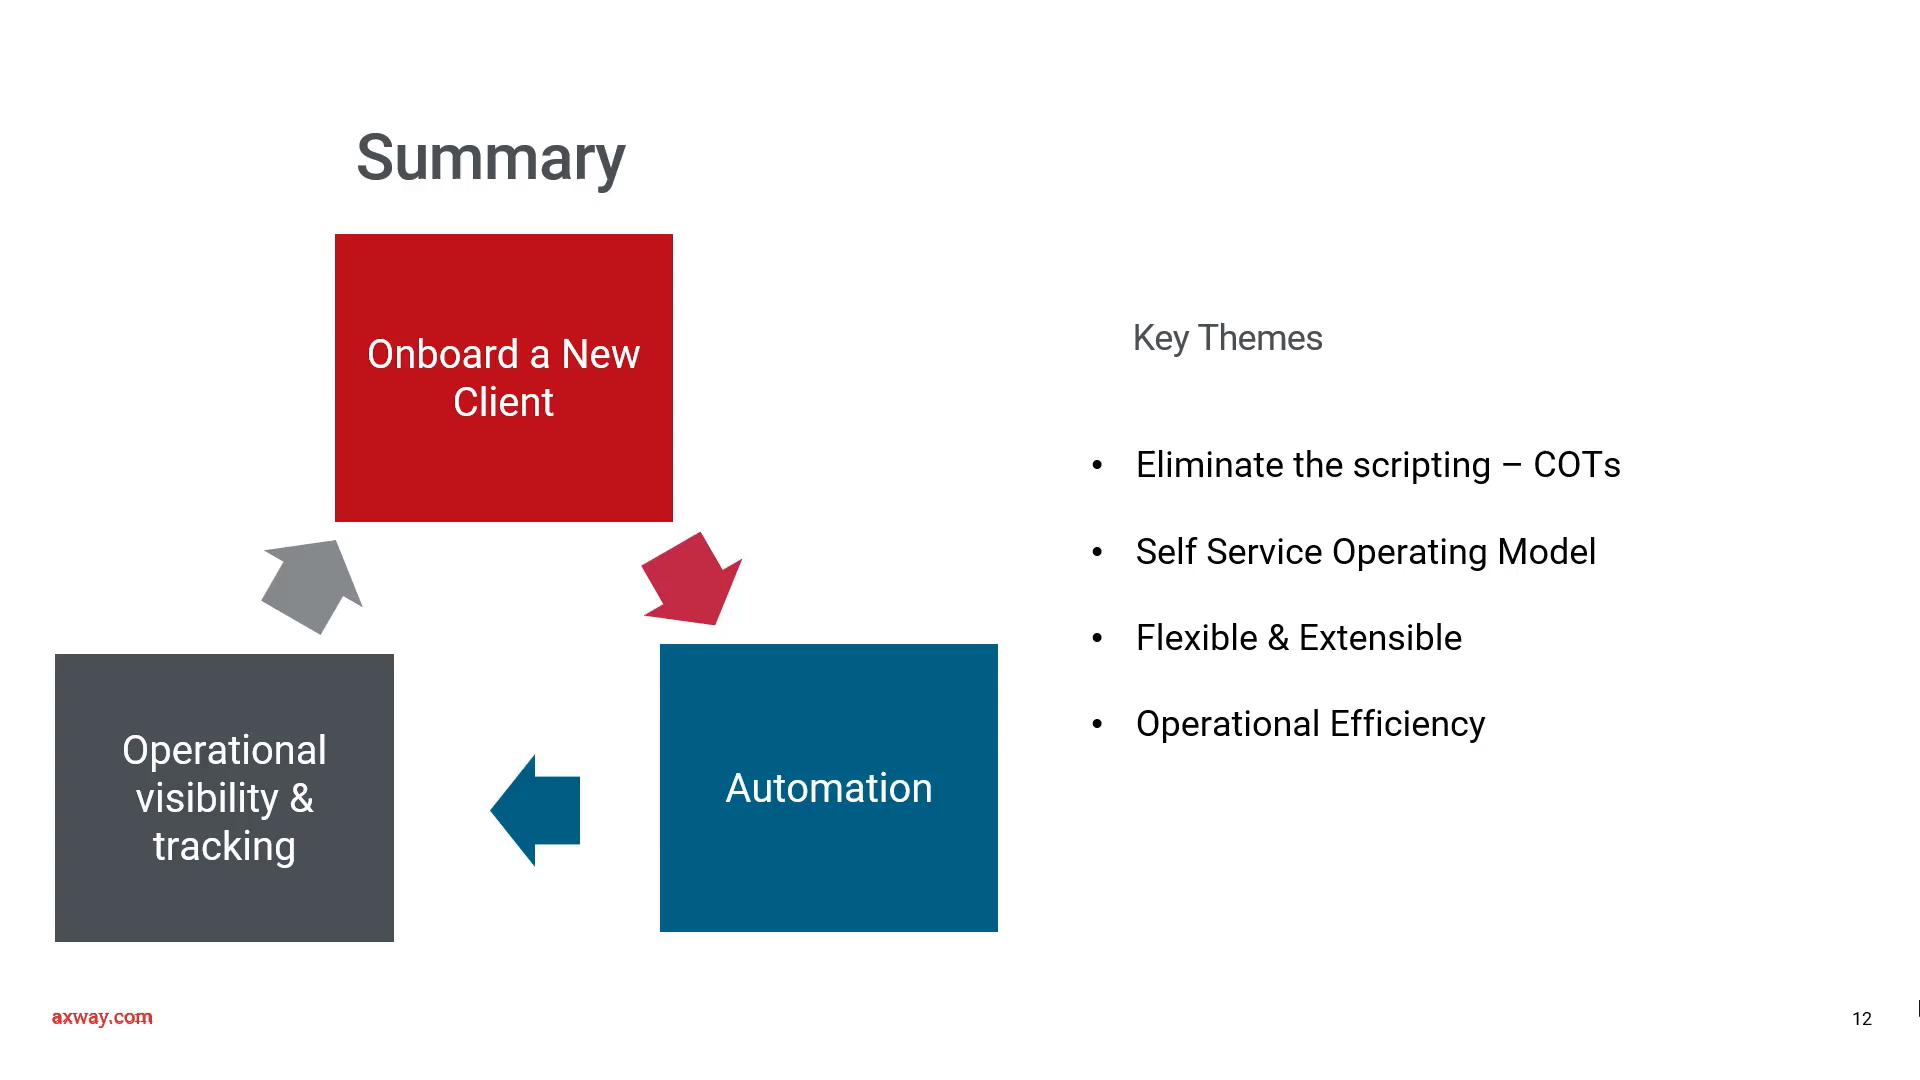 Summary
Onboard a New
Client
Automation
Operational
visibility &
tracking
Key Themes
• Eliminate the scripting – COTs
• Self Service Operating Model
• Flexible & Extensible
• Operational Efficiency
axway.com
12